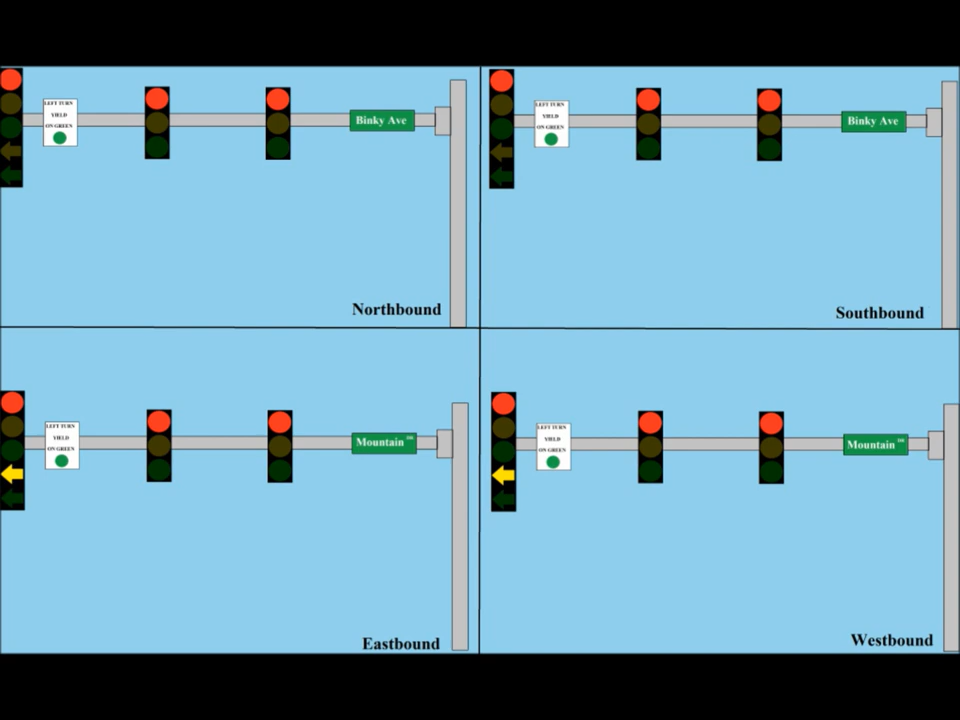 LEFT TURN
YIELD
ON GREEN
Binky Ave
Northbound
LEFT TURN
YIELD
ON GREEN
Binky Ave
Southbound
LEFT TURN
YIELD
ON GREEN
Mountain
Eastbound
LEFT TURN
YIELD
ON GREEN
Mountain
Westbound